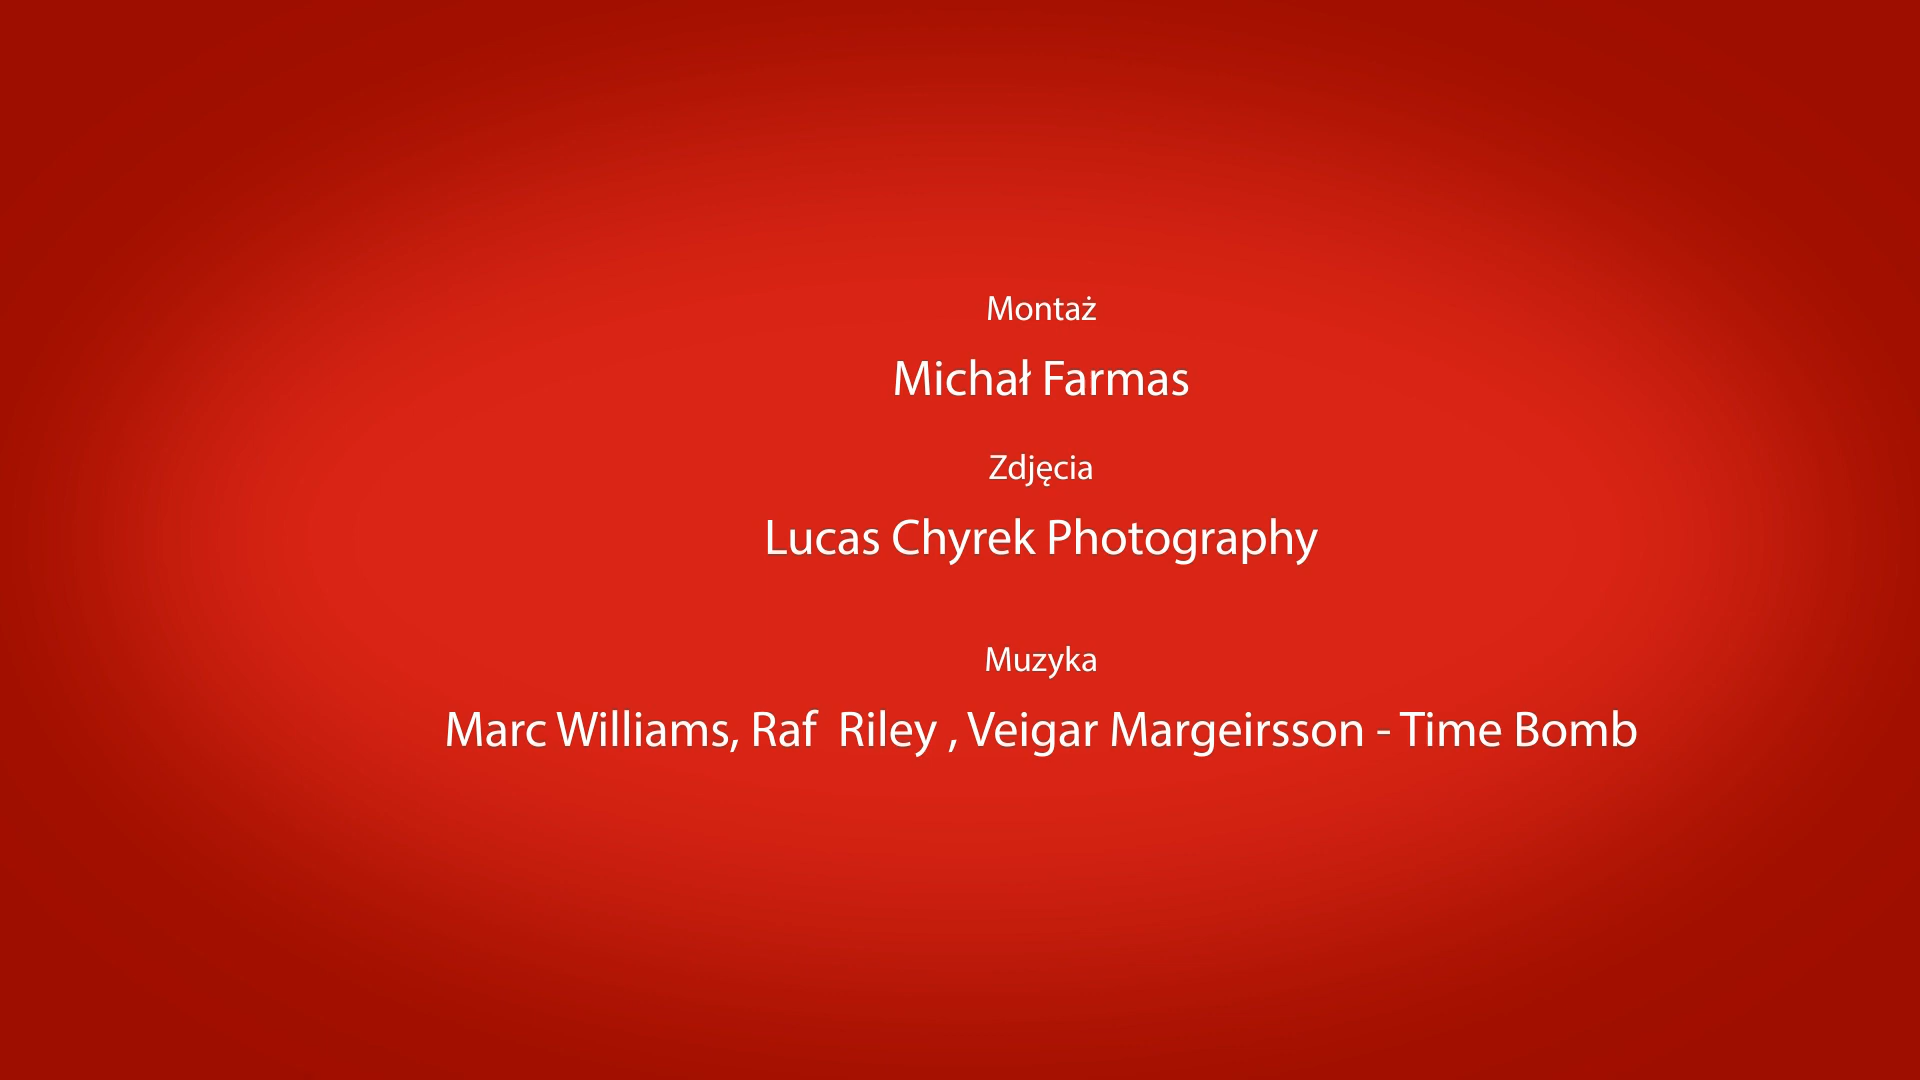 Montaż
Michał Farmas
Zdjęcia
Lucas Chyrek Photography
Muzyka
Marc Williams, Raf  Riley , Veigar Margeirsson - Time Bomb